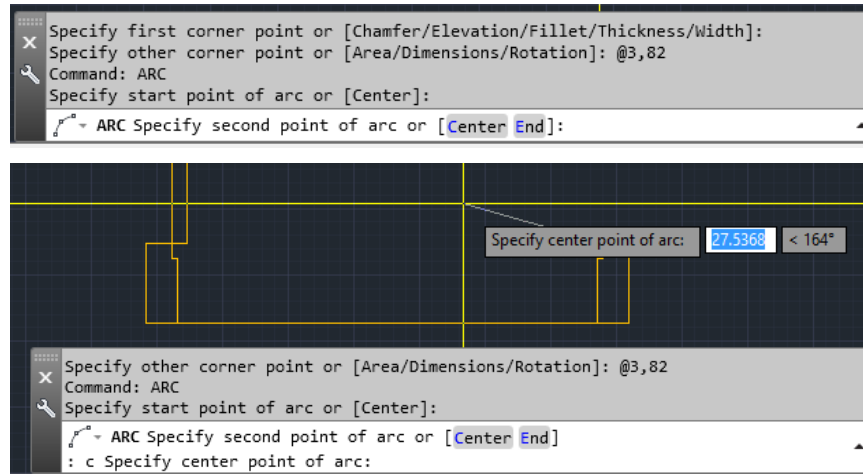 Specify first corner point or [Chamfer/Elevation/Fillet/Thickness/Width]:
Specify other corner point or [Area/Dimensions/Rotation]: @3,82
Command: ARC
Specify start point of arc or [Center]:
ARC Specify second point of arc or [Center End]:
Specify center point of arc: 27.5368 < 164°
Specify other corner point or [Area/Dimensions/Rotation]: @3,82
Command: ARC
Specify start point of arc or [Center]:
ARC Specify second point of arc or [Center End]
: c Specify center point of arc: